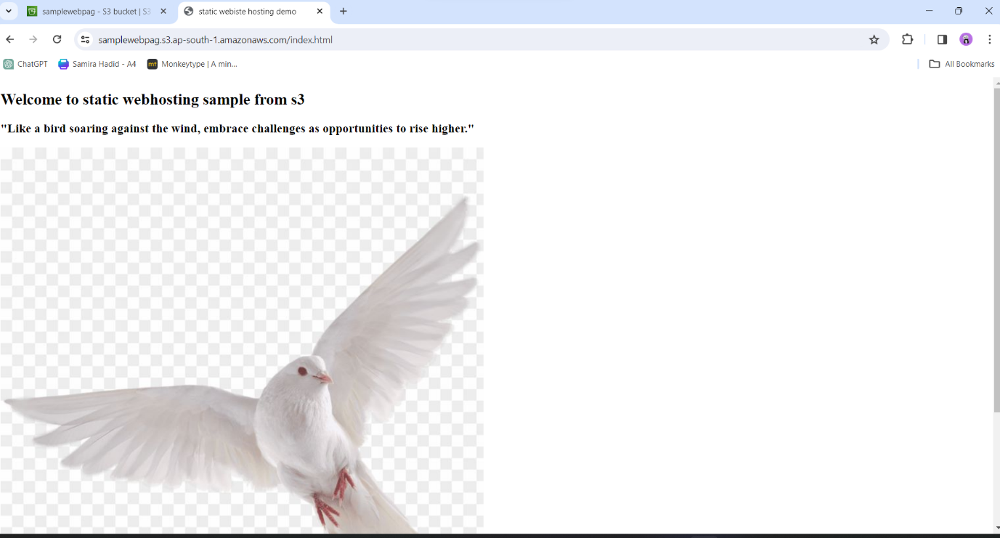 samplewebpag - S3 bucket | S3
static webiste hosting demo
samplewebpag.s3.ap-south-1.amazonaws.com/index.html
ChatGPT
Samira Hadid - A4
mt
Monkeytype | A min...
All Bookmarks
Welcome to static webhosting sample from s3
"Like a bird soaring against the wind, embrace challenges as opportunities to rise higher."